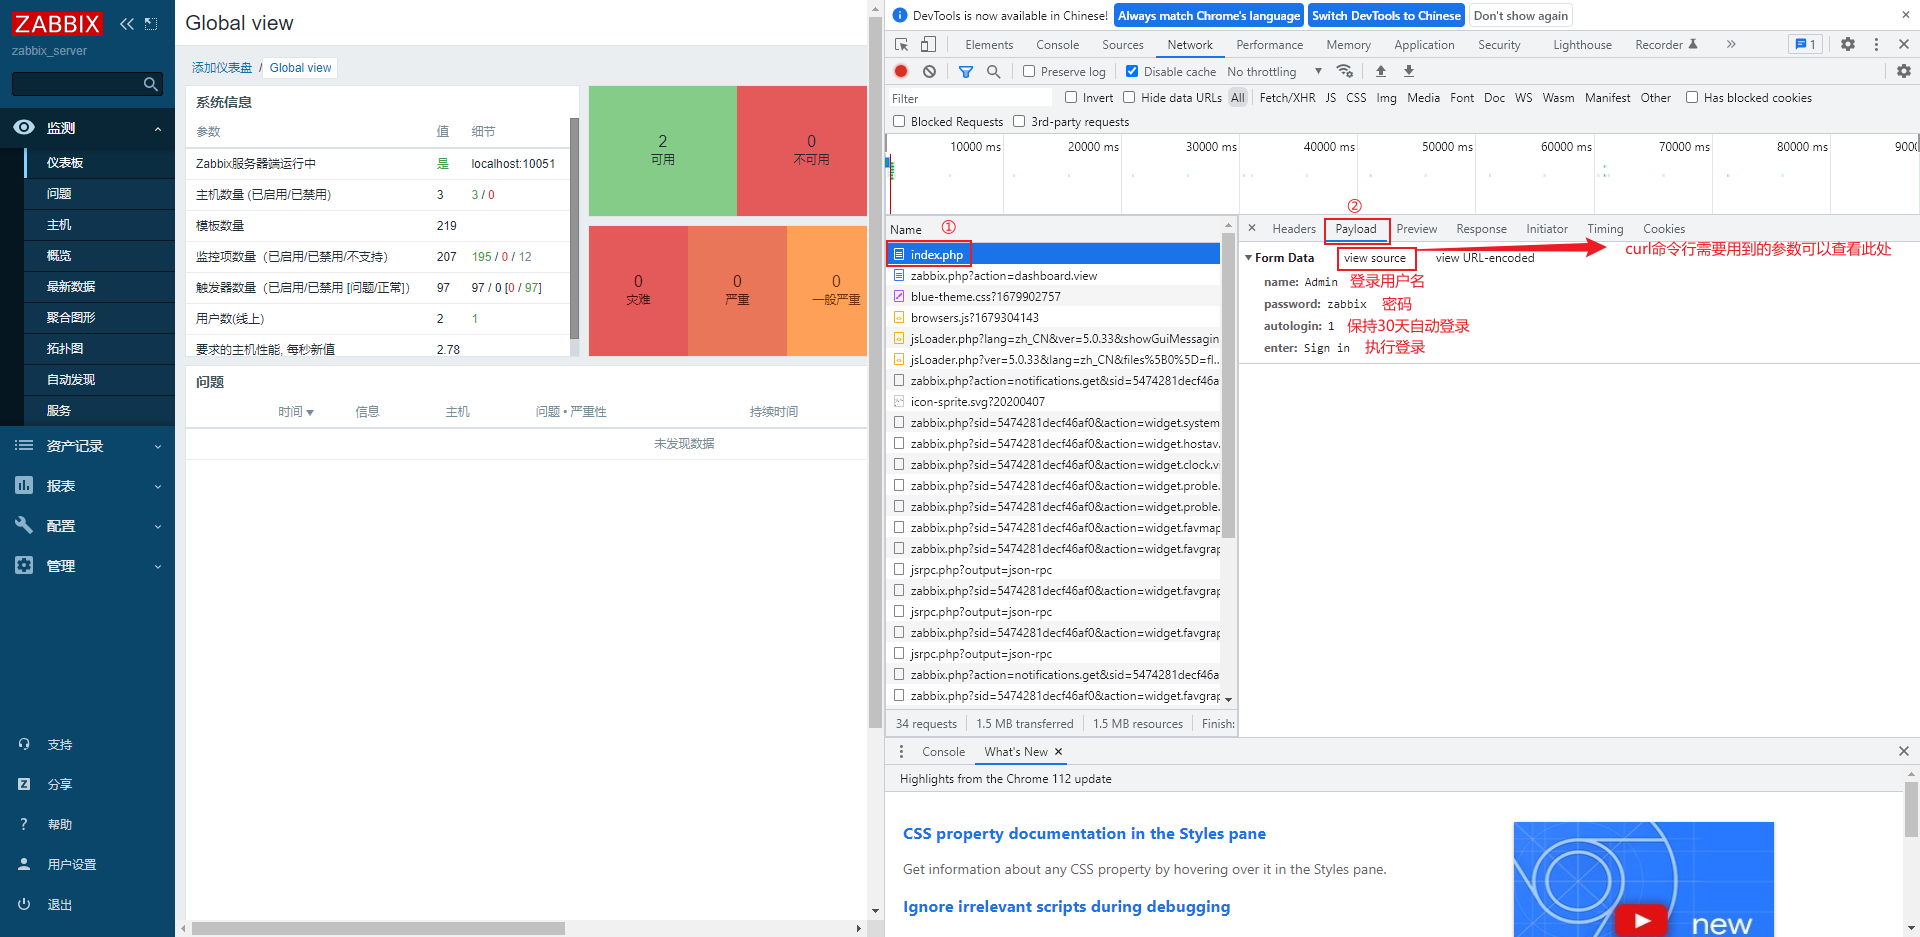 ZABBIX
zabbix_server
监测
仪表板
问题
主机
概览
最新数据
聚合图形
拓扑图
自动发现
服务
资产记录
报表
配置
管理
支持
分享
帮助
用户设置
退出
Global view
添加仪表盘 / Global view
系统信息
参数 值 细节
Zabbix服务器端运行中 是 localhost:10051
主机数量 (已启用/已禁用) 3 3 / 0
模板数量 219
监控项数量 (已启用/已禁用/不支持) 207 195 / 0 / 12
触发器数量 (已启用/已禁用 [问题/正常]) 97 97 / 0 [0 / 97]
用户数(线上) 2 1
要求的主机性能, 每秒新值 2.78
2
可用
0
不可用
0
灾难
0
严重
0
一般严重
问题
时间 信息 主机 问题 • 严重性 持续时间
未发现数据
DevTools is now available in Chinese! Always match Chrome's language Switch DevTools to Chinese Don't show again
Elements Console Sources Network Performance Memory Application Security Lighthouse Recorder 1
Preserve log Disable cache No throttling
Filter Invert Hide data URLs All Fetch/XHR JS CSS Img Media Font Doc WS Wasm Manifest Other Has blocked cookies
Blocked Requests 3rd-party requests
10000 ms 20000 ms 30000 ms 40000 ms 50000 ms 60000 ms 70000 ms 80000 ms 9000
Name ①
index.php
zabbix.php?action=dashboard.view
blue-theme.css?1679902757
browsers.js?1679304143
jsLoader.php?lang=zh_CN&ver=5.0.33&showGuiMessagin
jsLoader.php?ver=5.0.33&lang=zh_CN&files%5B0%5D=fl...
zabbix.php?action=notifications.get&sid=5474281decf46a
icon-sprite.svg?20200407
zabbix.php?sid=5474281decf46af0&action=widget.system
zabbix.php?sid=5474281decf46af0&action=widget.hostav.
zabbix.php?sid=5474281decf46af0&action=widget.clock.vi
zabbix.php?sid=5474281decf46af0&action=widget.proble.
zabbix.php?sid=5474281decf46af0&action=widget.proble.
zabbix.php?sid=5474281decf46af0&action=widget.favmap
zabbix.php?sid=5474281decf46af0&action=widget.favgrap
jsrpc.php?output=json-rpc
zabbix.php?sid=5474281decf46af0&action=widget.favgrap
jsrpc.php?output=json-rpc
zabbix.php?sid=5474281decf46af0&action=widget.favgrap
jsrpc.php?output=json-rpc
zabbix.php?action=notifications.get&sid=5474281decf46a
zabbix.php?sid=5474281decf46af0&action=widget.favgrap
34 requests 1.5 MB transferred 1.5 MB resources Finish:
②
Headers Payload Preview Response Initiator Timing Cookies
Form Data view source view URL-encoded curl命令行需要用到的参数可以查看此处
name: Admin 登录用户名
password: zabbix 密码
autologin: 1 保持30天自动登录
enter: Sign in 执行登录
Console What's New
Highlights from the Chrome 112 update
CSS property documentation in the Styles pane
Get information about any CSS property by hovering over it in the Styles pane.
Ignore irrelevant scripts during debugging
new